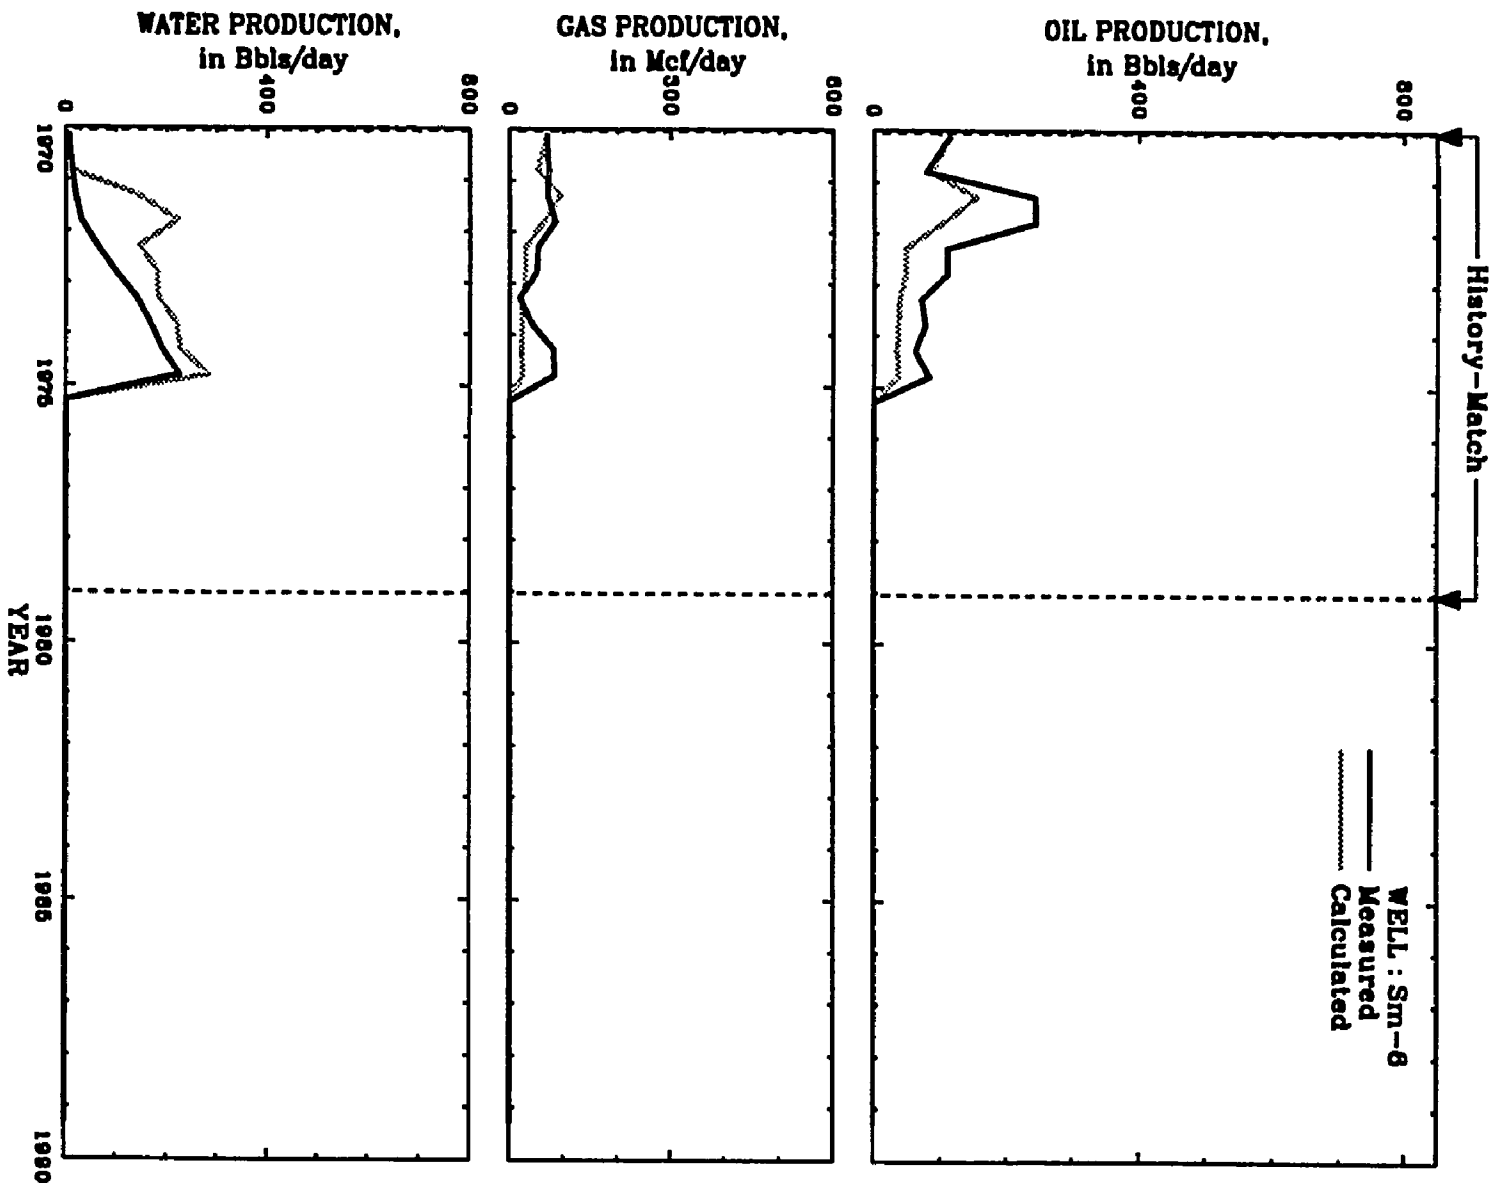 History-Match
WELL : Sm-8
Measured
Calculated
OIL PRODUCTION,
in Bbls/day
0
400
800
GAS PRODUCTION,
in Mcf/day
0
300
600
WATER PRODUCTION,
in Bbls/day
0
400
800
1970
1975
1980
1985
1990
YEAR